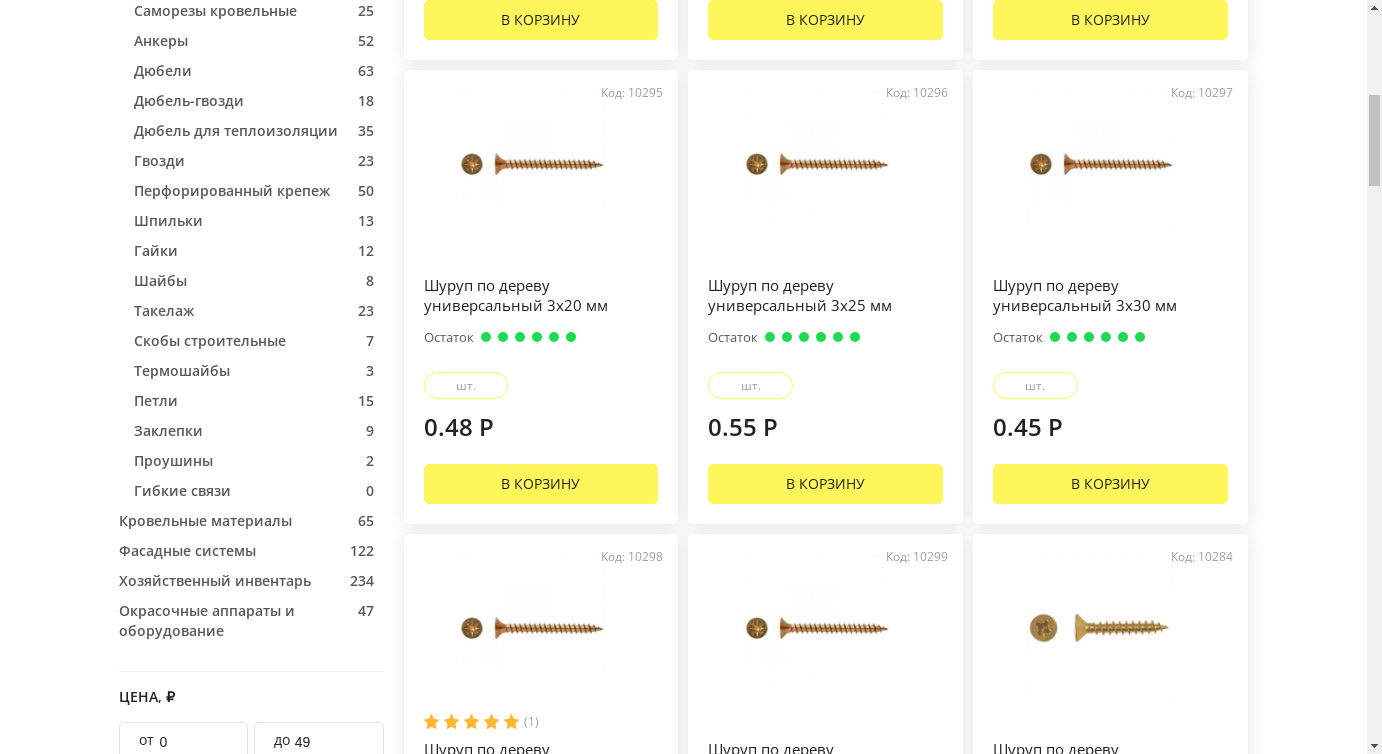 Саморезы кровельные 25
Анкеры 52
Дюбели 63
Дюбель-гвозди 18
Дюбель для теплоизоляции 35
Гвозди 23
Перфорированный крепеж 50
Шпильки 13
Гайки 12
Шайбы 8
Такелаж 23
Скобы строительные 7
Термошайбы 3
Петли 15
Заклепки 9
Проушины 2
Гибкие связи 0
Кровельные материалы 65
Фасадные системы 122
Хозяйственный инвентарь 234
Окрасочные аппараты и 47
оборудование
ЦЕНА, ₽
от 0
до 49
В КОРЗИНУ
В КОРЗИНУ
В КОРЗИНУ
Код: 10295
Шуруп по дереву
универсальный 3х20 мм
Остаток
шт.
0.48 Р
В КОРЗИНУ
Код: 10296
Шуруп по дереву
универсальный 3х25 мм
Остаток
шт.
0.55 Р
В КОРЗИНУ
Код: 10297
Шуруп по дереву
универсальный 3х30 мм
Остаток
шт.
0.45 Р
В КОРЗИНУ
Код: 10298
(1)
Шуруп по дереву
Код: 10299
Шуруп по дереву
Код: 10284
Шуруп по дереву